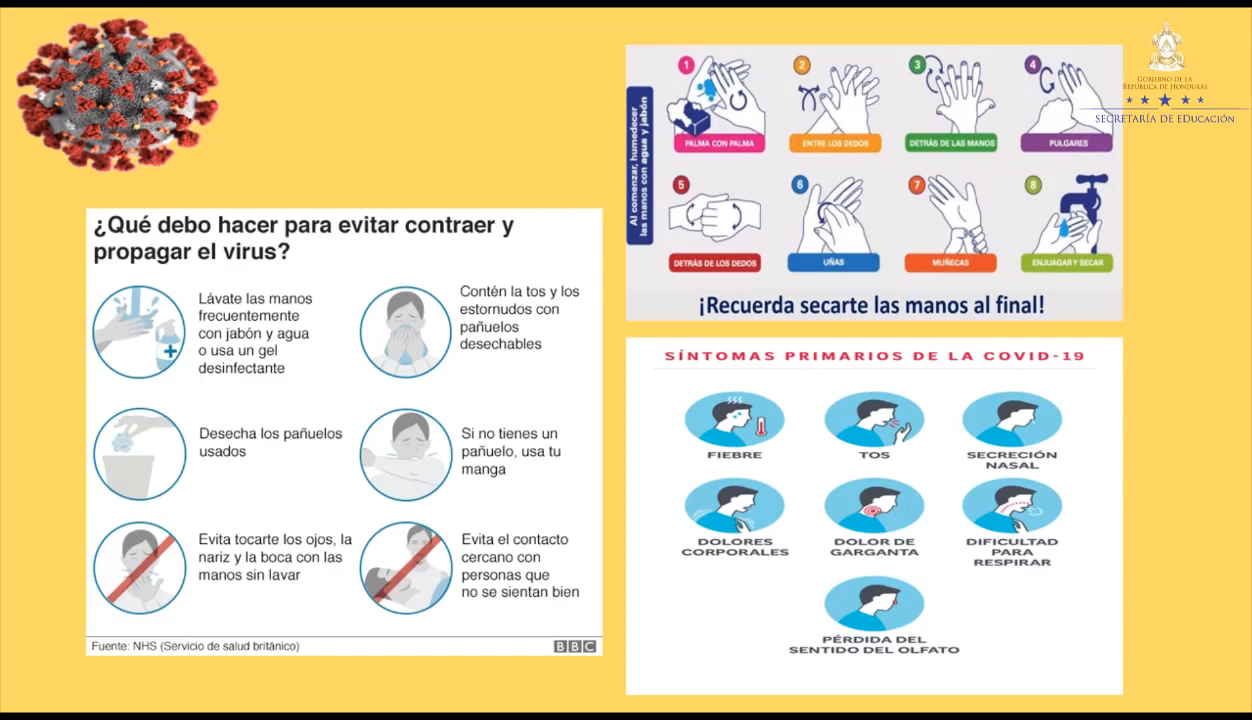 GOBIERNO DE LA
REPÚBLICA DE HONDURAS
SECRETARÍA DE EDUCACIÓN
¿Qué debo hacer para evitar contraer y
propagar el virus?
Lávate las manos
frecuentemente
con jabón y agua
o usa un gel
desinfectante
Contén la tos y los
estornudos con
pañuelos
desechables
Desecha los pañuelos
usados
Si no tienes un
pañuelo, usa tu
manga
Evita tocarte los ojos, la
nariz y la boca con las
manos sin lavar
Evita el contacto
cercano con
personas que
no se sientan bien
Fuente: NHS (Servicio de salud británico)
BBC
Al comenzar, humedecer
las manos con agua y jabón
1
PALMA CON PALMA
2
ENTRE LOS DEDOS
3
DETRÁS DE LAS MANOS
4
PULGARES
5
DETRÁS DE LOS DEDOS
6
UÑAS
7
MUÑECAS
8
ENJUAGAR Y SECAR
¡Recuerda secarte las manos al final!
SÍNTOMAS PRIMARIOS DE LA COVID-19
FIEBRE
TOS
SECRECIÓN
NASAL
DOLORES
CORPORALES
DOLOR DE
GARGANTA
DIFICULTAD
PARA
RESPIRAR
PÉRDIDA DEL
SENTIDO DEL OLFATO